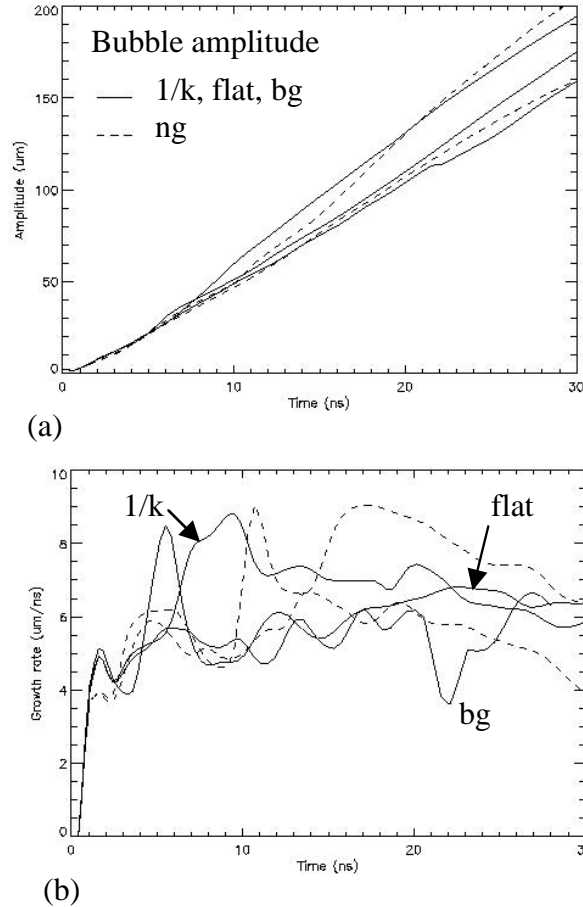 200
150
100
50
0
Amplitude (um)
Bubble amplitude
1/k, flat, bg
ng
0 10 20 30
Time (ns)
(a)
10
8
6
4
2
0
Growth rate (um/ns)
1/k
flat
bg
0 10 20 30
Time (ns)
(b)